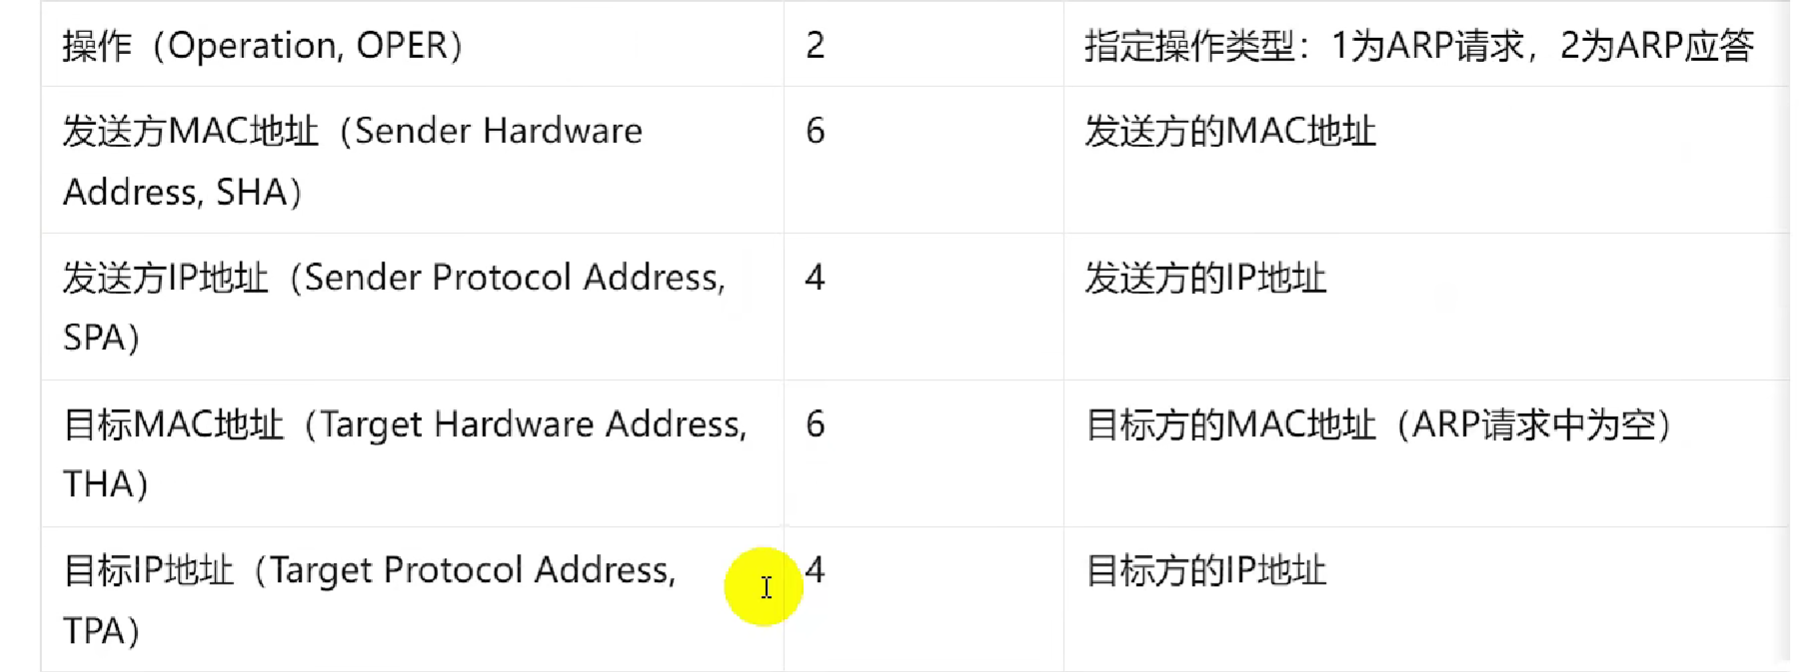 操作（Operation, OPER） 2 指定操作类型：1为ARP请求，2为ARP应答
发送方MAC地址（Sender Hardware 6 发送方的MAC地址
Address, SHA）
发送方IP地址（Sender Protocol Address, 4 发送方的IP地址
SPA）
目标MAC地址（Target Hardware Address, 6 目标方的MAC地址（ARP请求中为空）
THA）
目标IP地址（Target Protocol Address, 4 目标方的IP地址
TPA）